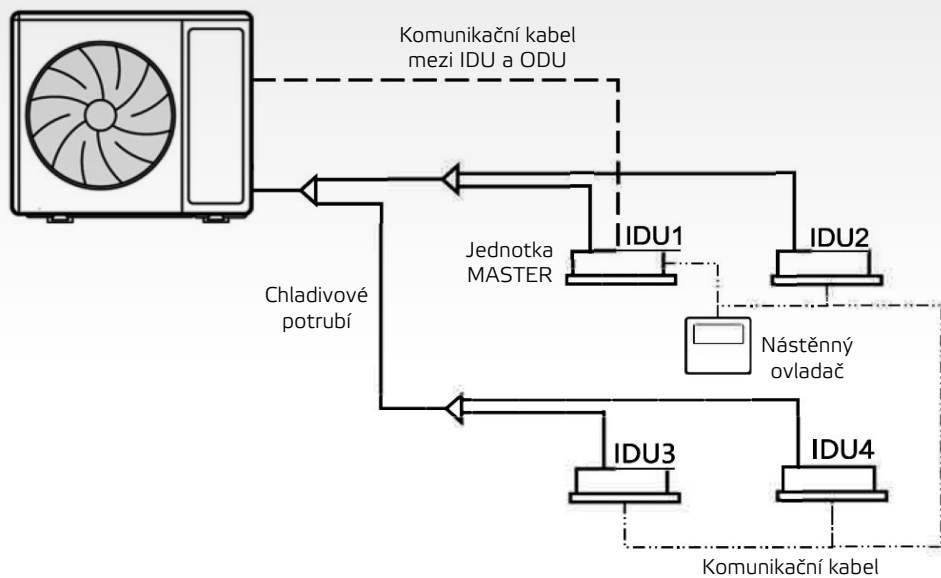 Komunikační kabel
mezi IDU a ODU
IDU1
IDU2
Jednotka
MASTER
Chladivové
potrubí
Nástěnný
ovladač
IDU3
IDU4
Komunikační kabel